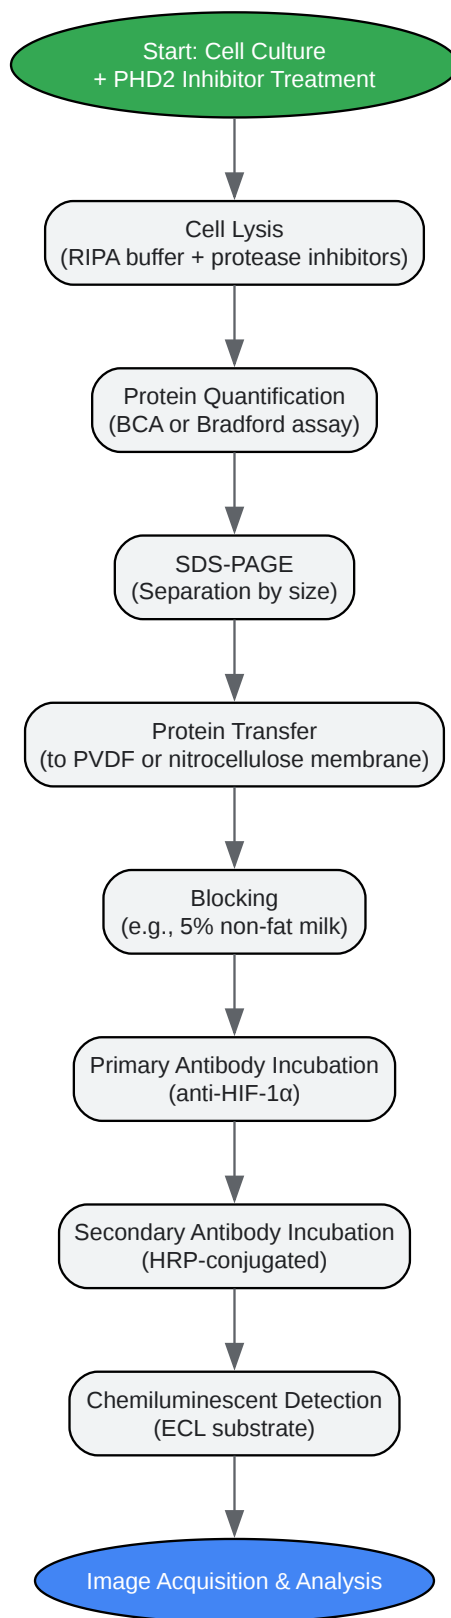 Start: Cell Culture
+ PHD2 Inhibitor Treatment
Cell Lysis
(RIPA buffer + protease inhibitors)
Protein Quantification
(BCA or Bradford assay)
SDS-PAGE
(Separation by size)
Protein Transfer
(to PVDF or nitrocellulose membrane)
Blocking
(e.g., 5% non-fat milk)
Primary Antibody Incubation
(anti-HIF-1α)
Secondary Antibody Incubation
(HRP-conjugated)
Chemiluminescent Detection
(ECL substrate)
Image Acquisition & Analysis